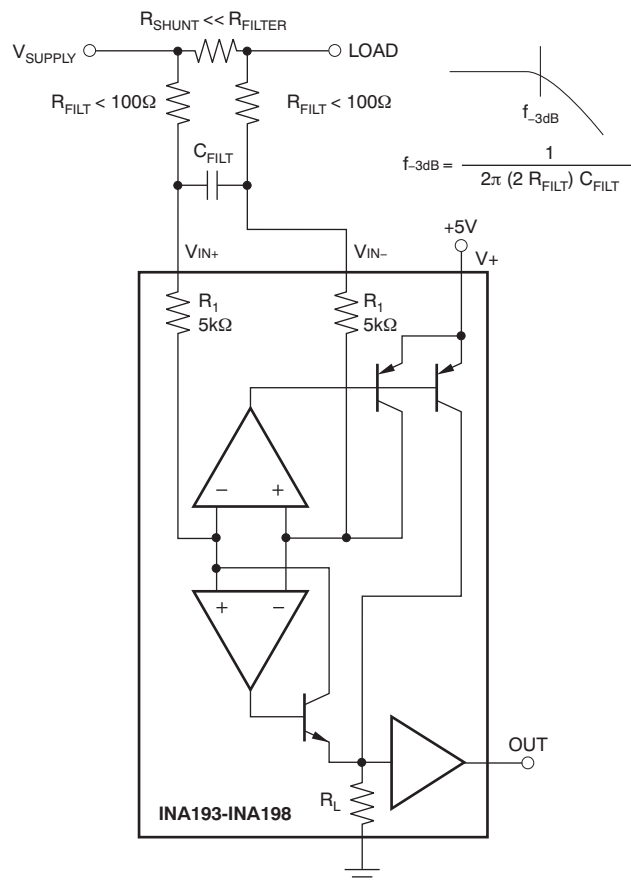 R_SHUNT << R_FILTER
V_SUPPLY
LOAD
R_FILT < 100Ω
R_FILT < 100Ω
C_FILT
f_–3dB
f_–3dB = 1
2π (2 R_FILT) C_FILT
+5V
V+
V_IN+
V_IN–
R_1
5kΩ
R_1
5kΩ
– +
+ –
OUT
R_L
INA193-INA198